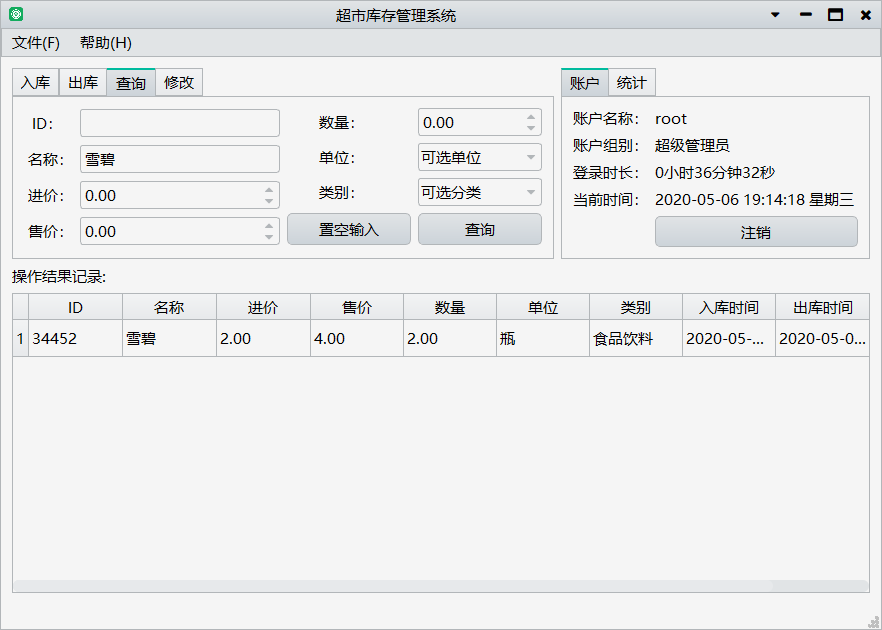 超市库存管理系统
文件(F) 帮助(H)
入库 出库 查询 修改
ID:
名称: 雪碧
进价: 0.00
售价: 0.00
数量: 0.00
单位: 可选单位
类别: 可选分类
置空输入 查询
账户 统计
账户名称: root
账户组别: 超级管理员
登录时长: 0小时36分钟32秒
当前时间: 2020-05-06 19:14:18 星期三
注销
操作结果记录:
ID 名称 进价 售价 数量 单位 类别 入库时间 出库时间
1 34452 雪碧 2.00 4.00 2.00 瓶 食品饮料 2020-05-... 2020-05-0...